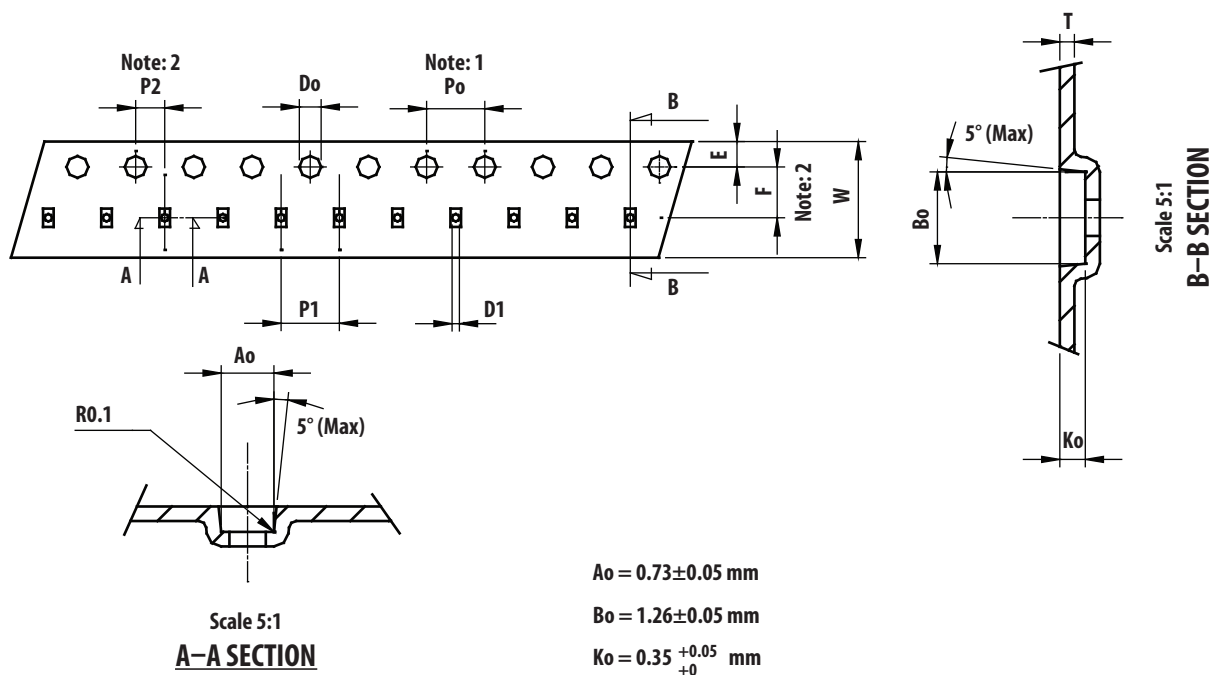 Note: 2
P2
Do
Note: 1
Po
B
E
F
Note: 2
W
A
A
P1
D1
B
T
5° (Max)
Bo
Ko
Scale 5:1
B–B SECTION
Ao
R0.1
5° (Max)
Scale 5:1
A–A SECTION
Ao = 0.73±0.05 mm
Bo = 1.26±0.05 mm
Ko = 0.35 +0.05 +0 mm